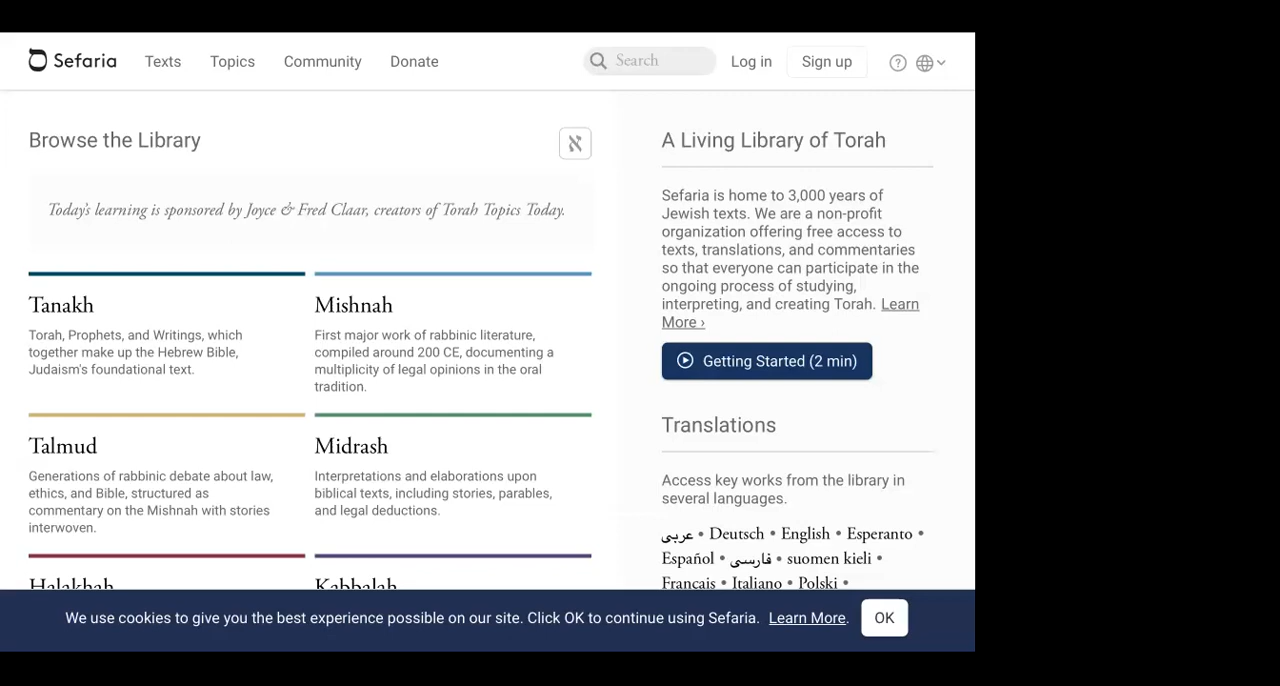 Sefaria
Texts
Topics
Community
Donate
Search
Log in
Sign up
Browse the Library
א
Today's learning is sponsored by Joyce & Fred Claar, creators of Torah Topics Today.
Tanakh
Torah, Prophets, and Writings, which
together make up the Hebrew Bible,
Judaism's foundational text.
Mishnah
First major work of rabbinic literature,
compiled around 200 CE, documenting a
multiplicity of legal opinions in the oral
tradition.
Talmud
Generations of rabbinic debate about law,
ethics, and Bible, structured as
commentary on the Mishnah with stories
interwoven.
Midrash
Interpretations and elaborations upon
biblical texts, including stories, parables,
and legal deductions.
Halakhah
Kabbalah
A Living Library of Torah
Sefaria is home to 3,000 years of
Jewish texts. We are a non-profit
organization offering free access to
texts, translations, and commentaries
so that everyone can participate in the
ongoing process of studying,
interpreting, and creating Torah. Learn
More ›
Getting Started (2 min)
Translations
Access key works from the library in
several languages.
عربى • Deutsch • English • Esperanto •
Español • فارسی • suomen kieli •
Français • Italiano • Polski •
We use cookies to give you the best experience possible on our site. Click OK to continue using Sefaria. Learn More.
OK